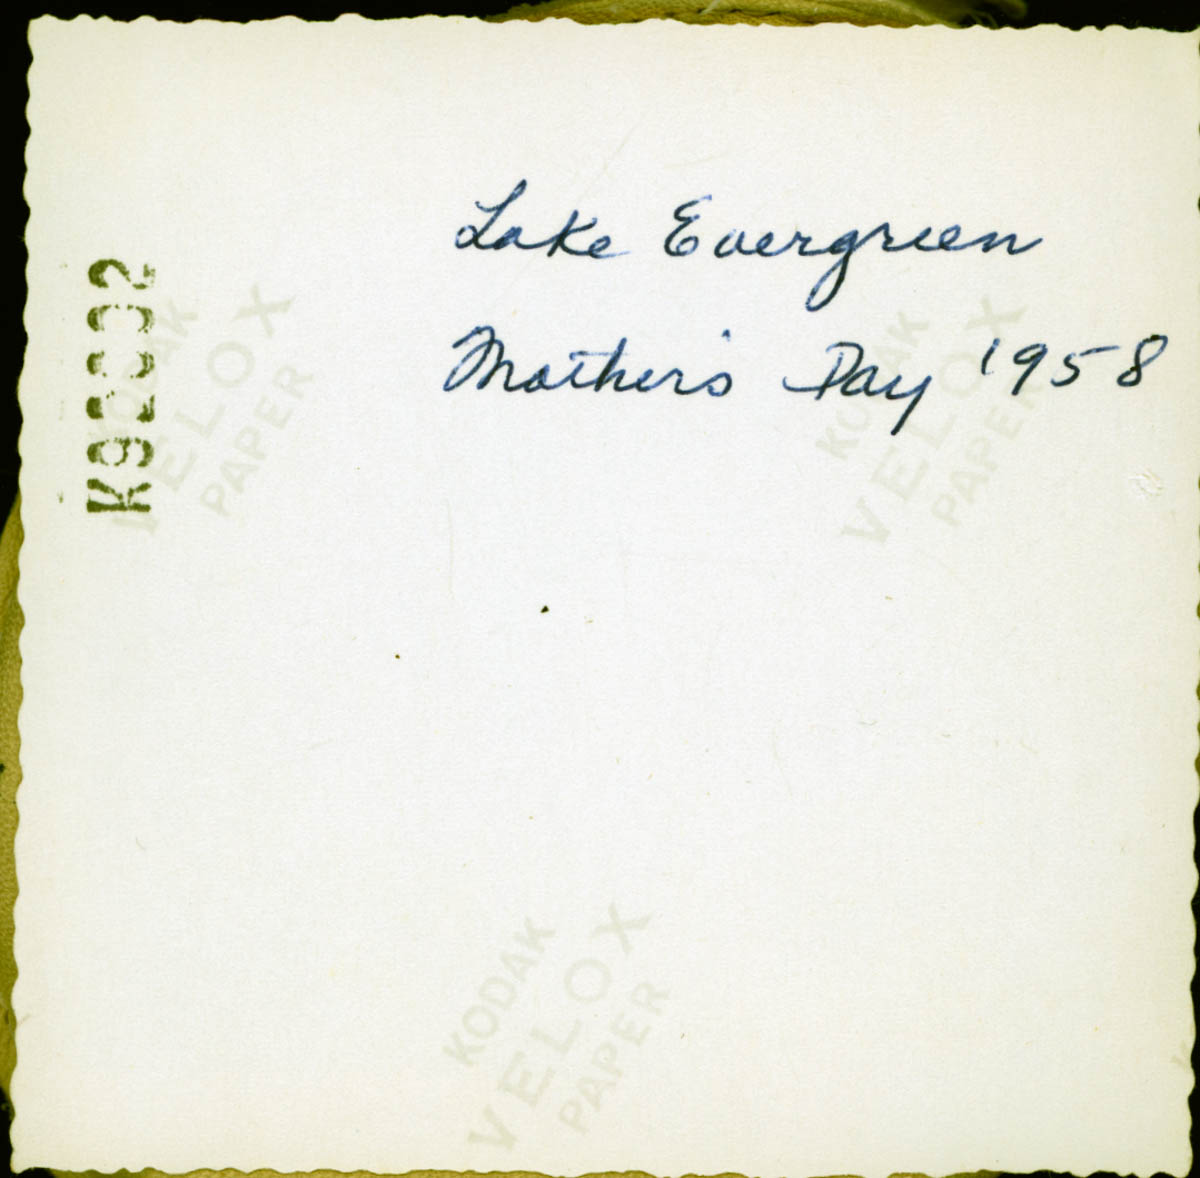 Lake Evergreen
Mother's Day 1958
KODAK
VELOX
PAPER
KODAK
VELOX
PAPER
KODAK
VELOX
PAPER